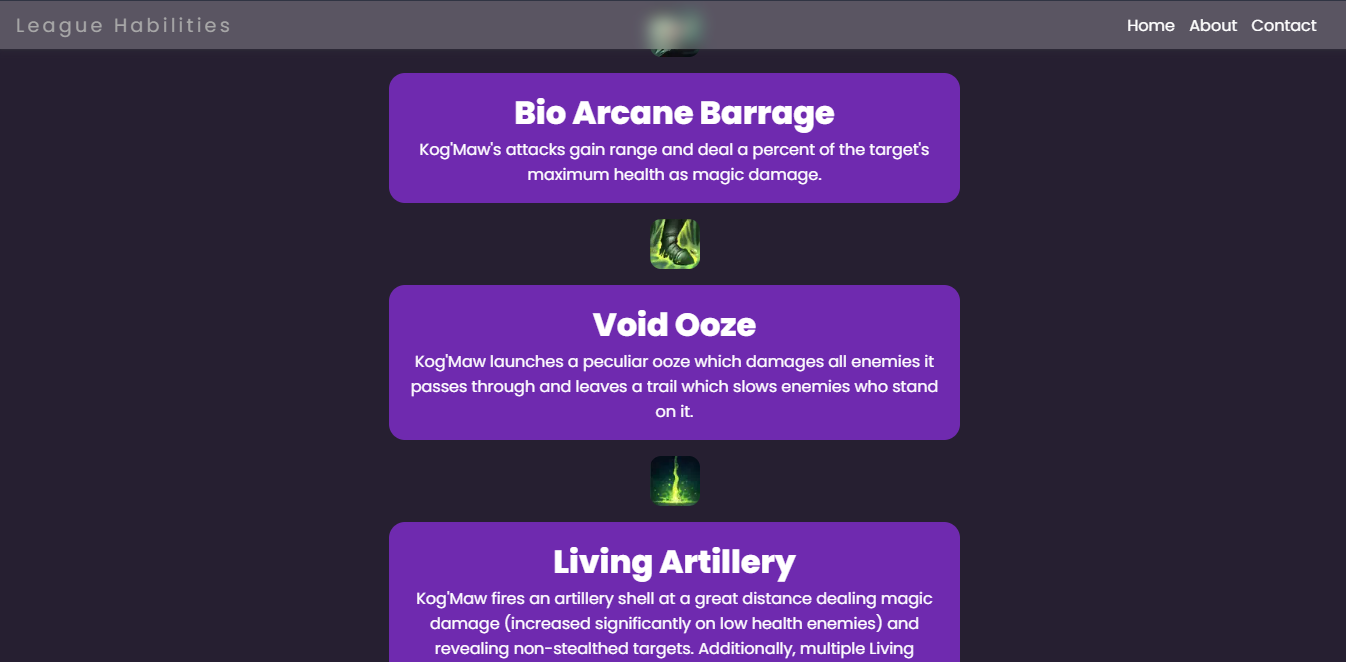 League Habilities
Home About Contact
Bio Arcane Barrage
Kog'Maw's attacks gain range and deal a percent of the target's
maximum health as magic damage.
Void Ooze
Kog'Maw launches a peculiar ooze which damages all enemies it
passes through and leaves a trail which slows enemies who stand
on it.
Living Artillery
Kog'Maw fires an artillery shell at a great distance dealing magic
damage (increased significantly on low health enemies) and
revealing non-stealthed targets. Additionally, multiple Living